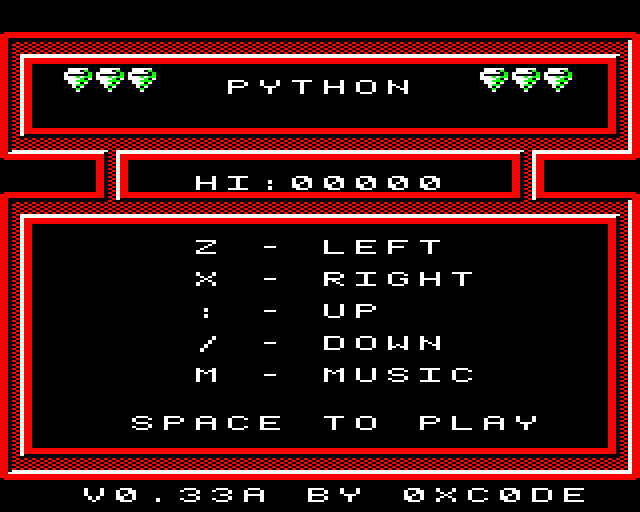 PYTHON
HI:00000
Z - LEFT
X - RIGHT
: - UP
/ - DOWN
M - MUSIC
SPACE TO PLAY
V0.33A BY 0XC0DE